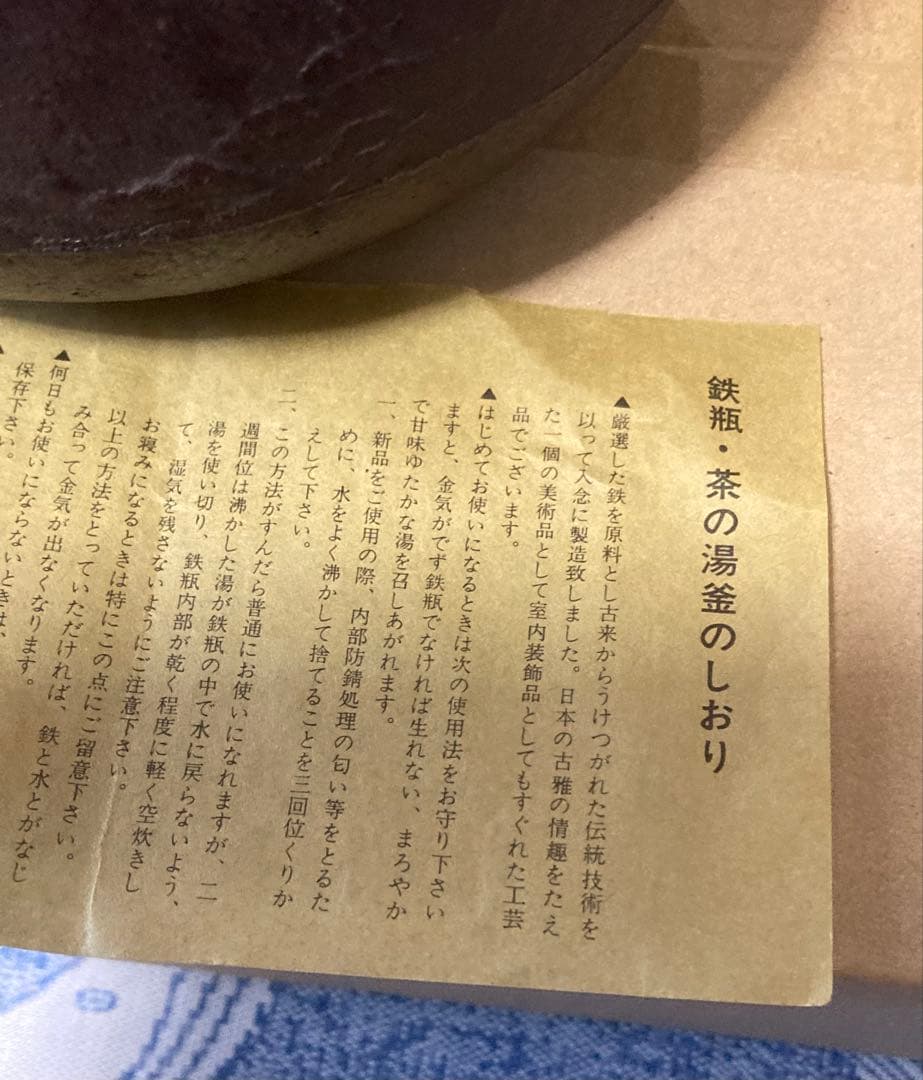 鉄瓶・茶の湯釜のしおり
▲厳選した鉄を原料とし古来からうけつがれた伝統技術を
以って入念に製造致しました。日本の古雅の情趣をたたえ
た一個の美術品として室内装飾品としてもすぐれた工芸
品でございます。
▲はじめてお使いになるときは次の使用法をお守り下さい
ますと、金気がでず鉄瓶でなければ生れない、まろやか
で甘味ゆたかな湯を召しあがれます。
一、新品をご使用の際、内部防錆処理の匂い等をとるた
めに、水をよく沸かして捨てることを三回位くりか
えして下さい。
二、この方法がすんだら普通にお使いになれますが、二
週間位は沸かした湯が鉄瓶の中で水に戻らないよう、
湯を使い切り、鉄瓶内部が乾く程度に軽く空炊きし
て、湿気を残さないようにご注意下さい。
お寝みになるときは特にこの点にご留意下さい。
以上の方法をとっていただければ、鉄と水とがなじ
み合って金気が出なくなります。
▲何日もお使いにならないときは、
保存下さい。
▲